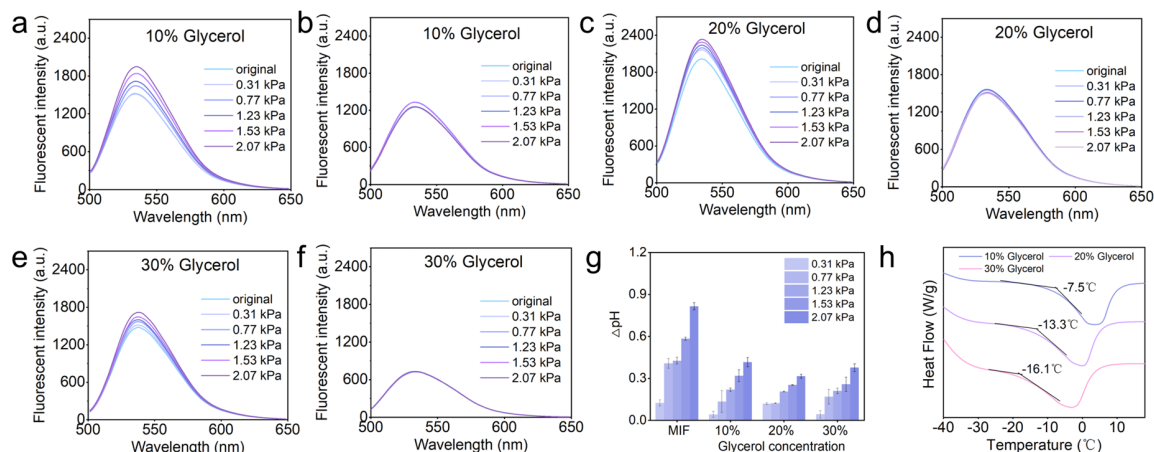 a
10% Glycerol
Fluorescent intensity (a.u.)
2400
1800
1200
600
0
original
0.31 kPa
0.77 kPa
1.23 kPa
1.53 kPa
2.07 kPa
500
550
600
650
Wavelength (nm)
b
10% Glycerol
Fluorescent intensity (a.u.)
2400
1800
1200
600
0
original
0.31 kPa
0.77 kPa
1.23 kPa
1.53 kPa
2.07 kPa
500
550
600
650
Wavelength (nm)
c
20% Glycerol
Fluorescent intensity (a.u.)
2400
1800
1200
600
0
original
0.31 kPa
0.77 kPa
1.23 kPa
1.53 kPa
2.07 kPa
500
550
600
650
Wavelength (nm)
d
20% Glycerol
Fluorescent intensity (a.u.)
2400
1800
1200
600
0
original
0.31 kPa
0.77 kPa
1.23 kPa
1.53 kPa
2.07 kPa
500
550
600
650
Wavelength (nm)
e
30% Glycerol
Fluorescent intensity (a.u.)
2400
1800
1200
600
0
original
0.31 kPa
0.77 kPa
1.23 kPa
1.53 kPa
2.07 kPa
500
550
600
650
Wavelength (nm)
f
30% Glycerol
Fluorescent intensity (a.u.)
2400
1800
1200
600
0
original
0.31 kPa
0.77 kPa
1.23 kPa
1.53 kPa
2.07 kPa
500
550
600
650
Wavelength (nm)
g
△pH
1.2
0.9
0.6
0.3
0.0
0.31 kPa
0.77 kPa
1.23 kPa
1.53 kPa
2.07 kPa
MIF
10%
20%
30%
Glycerol concentration
h
Heat Flow (W/g)
10% Glycerol
20% Glycerol
30% Glycerol
-7.5℃
-13.3℃
-16.1℃
-40
-30
-20
-10
0
10
Temperature (℃)